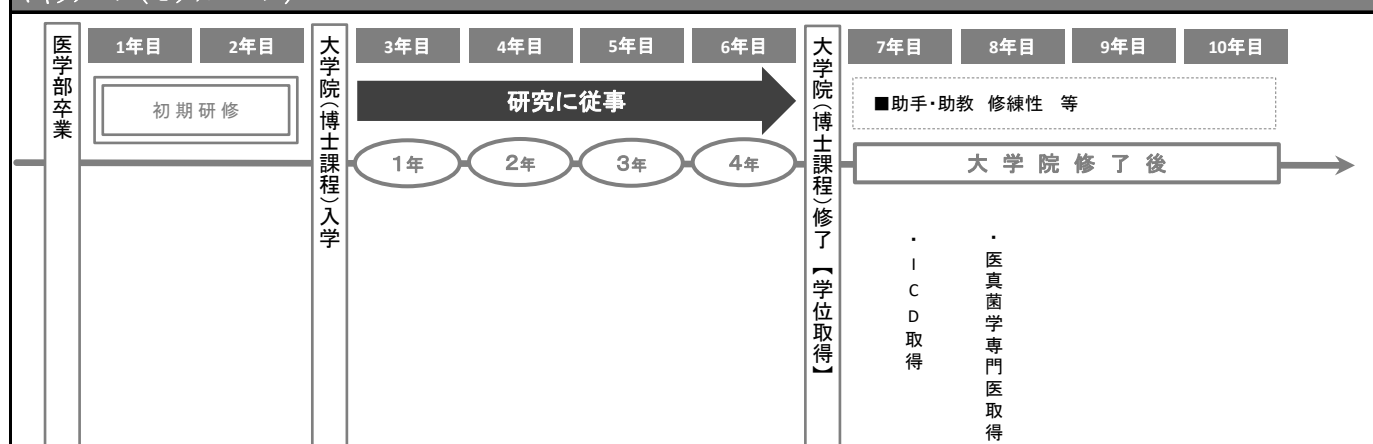 医学部卒業
1年目
2年目
初期研修
大学院(博士課程)入学
3年目
4年目
5年目
6年目
研究に従事
1年
2年
3年
4年
大学院(博士課程)修了 【学位取得】
7年目
8年目
9年目
10年目
■助手・助教 修練性 等
大学院修了後
・ICD取得
・医真菌学専門医取得